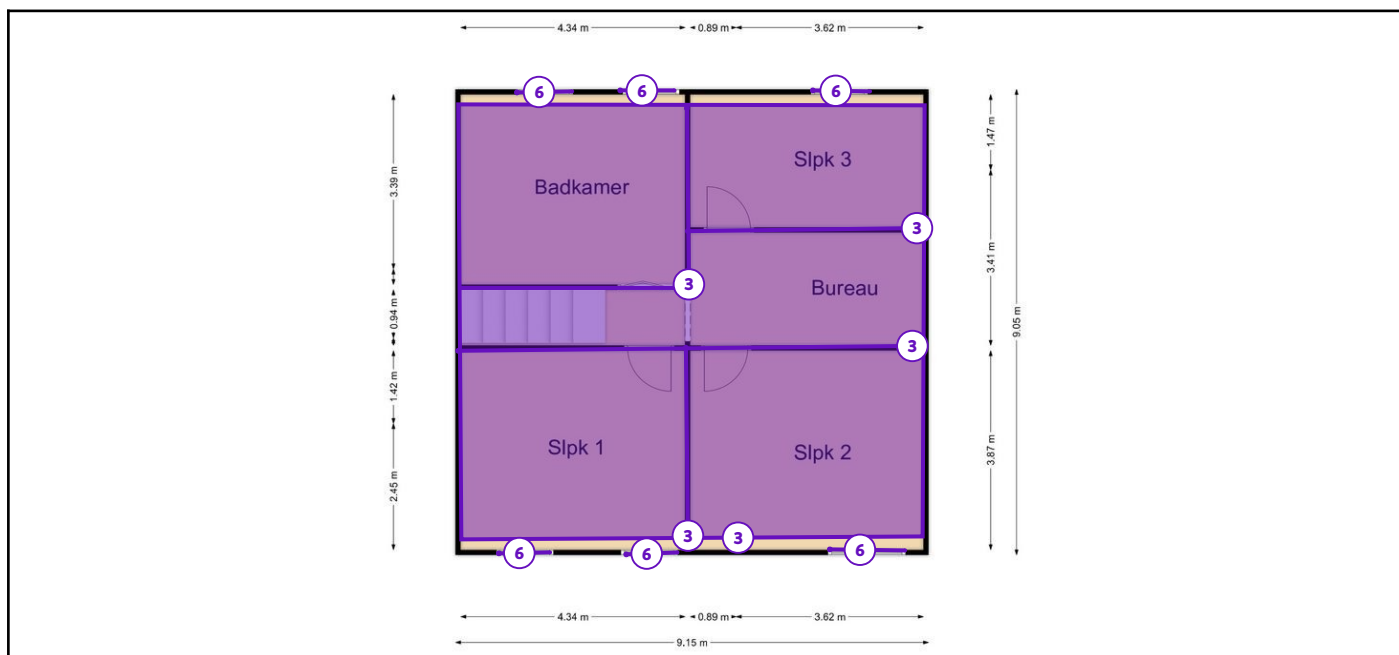 4.34 m 0.89 m 3.62 m
6 6 6
3.39 m 1.47 m
Badkamer Slpk 3
3
3.41 m 9.05 m
3
Bureau
0.94 m
3
1.42 m
Slpk 1 Slpk 2
3.87 m
2.45 m
3 3
6 6 6
4.34 m 0.89 m 3.62 m
9.15 m